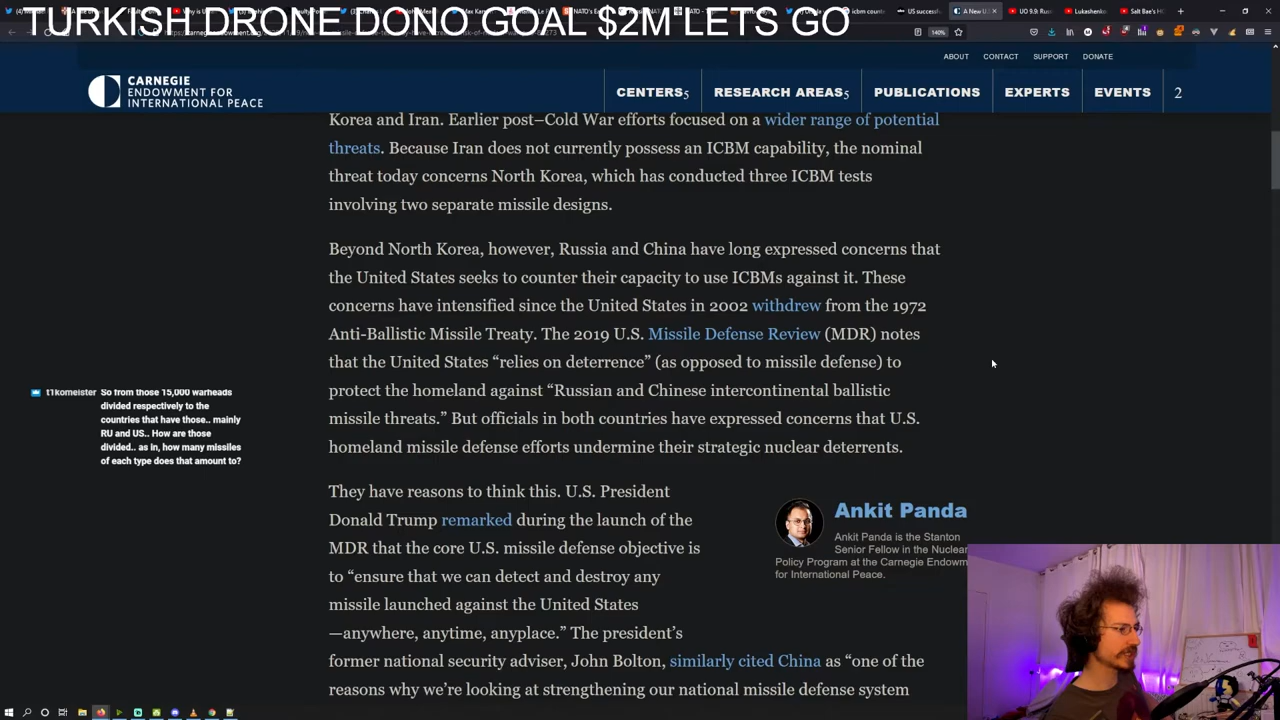 TURKISH DRONE DONO GOAL $2M LETS GO
ABOUT CONTACT SUPPORT DONATE
CARNEGIE
ENDOWMENT FOR
INTERNATIONAL PEACE
CENTERS5 RESEARCH AREAS5 PUBLICATIONS EXPERTS EVENTS 2
Korea and Iran. Earlier post–Cold War efforts focused on a wider range of potential
threats. Because Iran does not currently possess an ICBM capability, the nominal
threat today concerns North Korea, which has conducted three ICBM tests
involving two separate missile designs.
Beyond North Korea, however, Russia and China have long expressed concerns that
the United States seeks to counter their capacity to use ICBMs against it. These
concerns have intensified since the United States in 2002 withdrew from the 1972
Anti-Ballistic Missile Treaty. The 2019 U.S. Missile Defense Review (MDR) notes
that the United States “relies on deterrence” (as opposed to missile defense) to
protect the homeland against “Russian and Chinese intercontinental ballistic
missile threats.” But officials in both countries have expressed concerns that U.S.
homeland missile defense efforts undermine their strategic nuclear deterrents.
t1komeister So from those 15,000 warheads
divided respectively to the
countries that have those.. mainly
RU and US.. How are those
divided.. as in, how many missiles
of each type does that amount to?
They have reasons to think this. U.S. President
Donald Trump remarked during the launch of the
MDR that the core U.S. missile defense objective is
to “ensure that we can detect and destroy any
missile launched against the United States
—anywhere, anytime, anyplace.” The president’s
former national security adviser, John Bolton, similarly cited China as “one of the
reasons why we’re looking at strengthening our national missile defense system
Ankit Panda
Ankit Panda is the Stanton
Senior Fellow in the Nuclear
Policy Program at the Carnegie Endowm
for International Peace.
140%